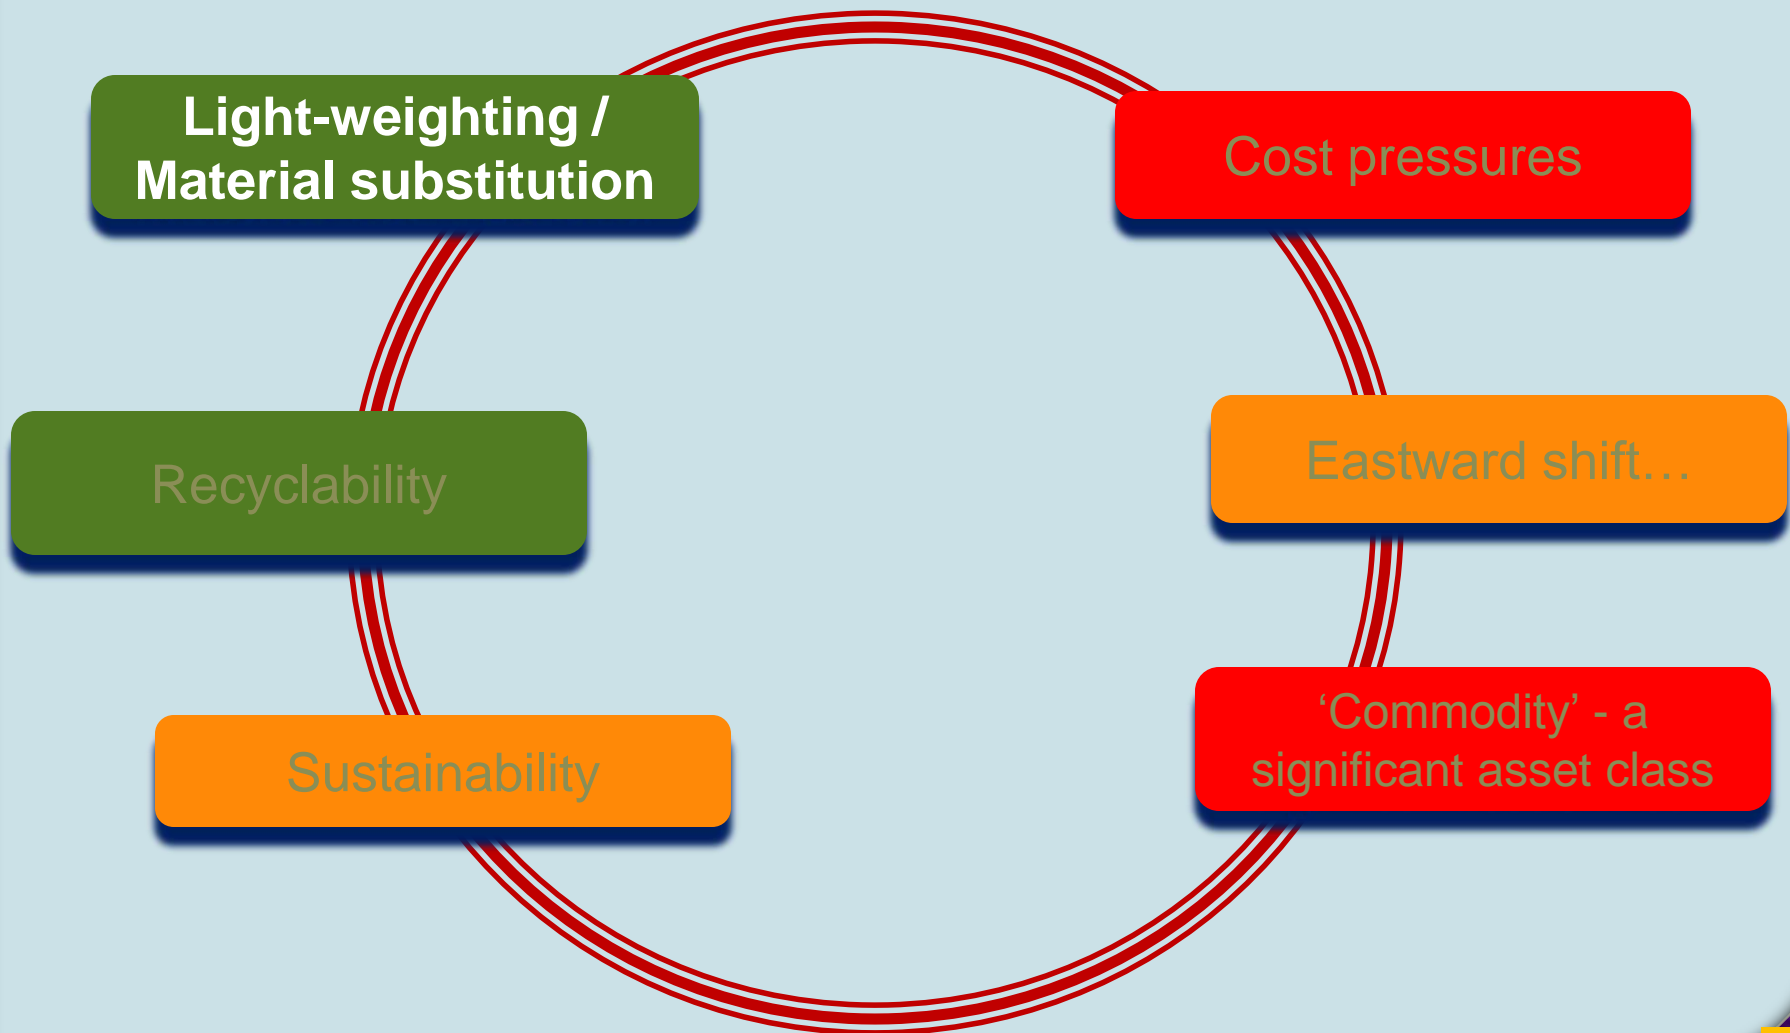 Light-weighting /
Material substitution
Cost pressures
Recyclability
Eastward shift…
Sustainability
‘Commodity’ - a
significant asset class